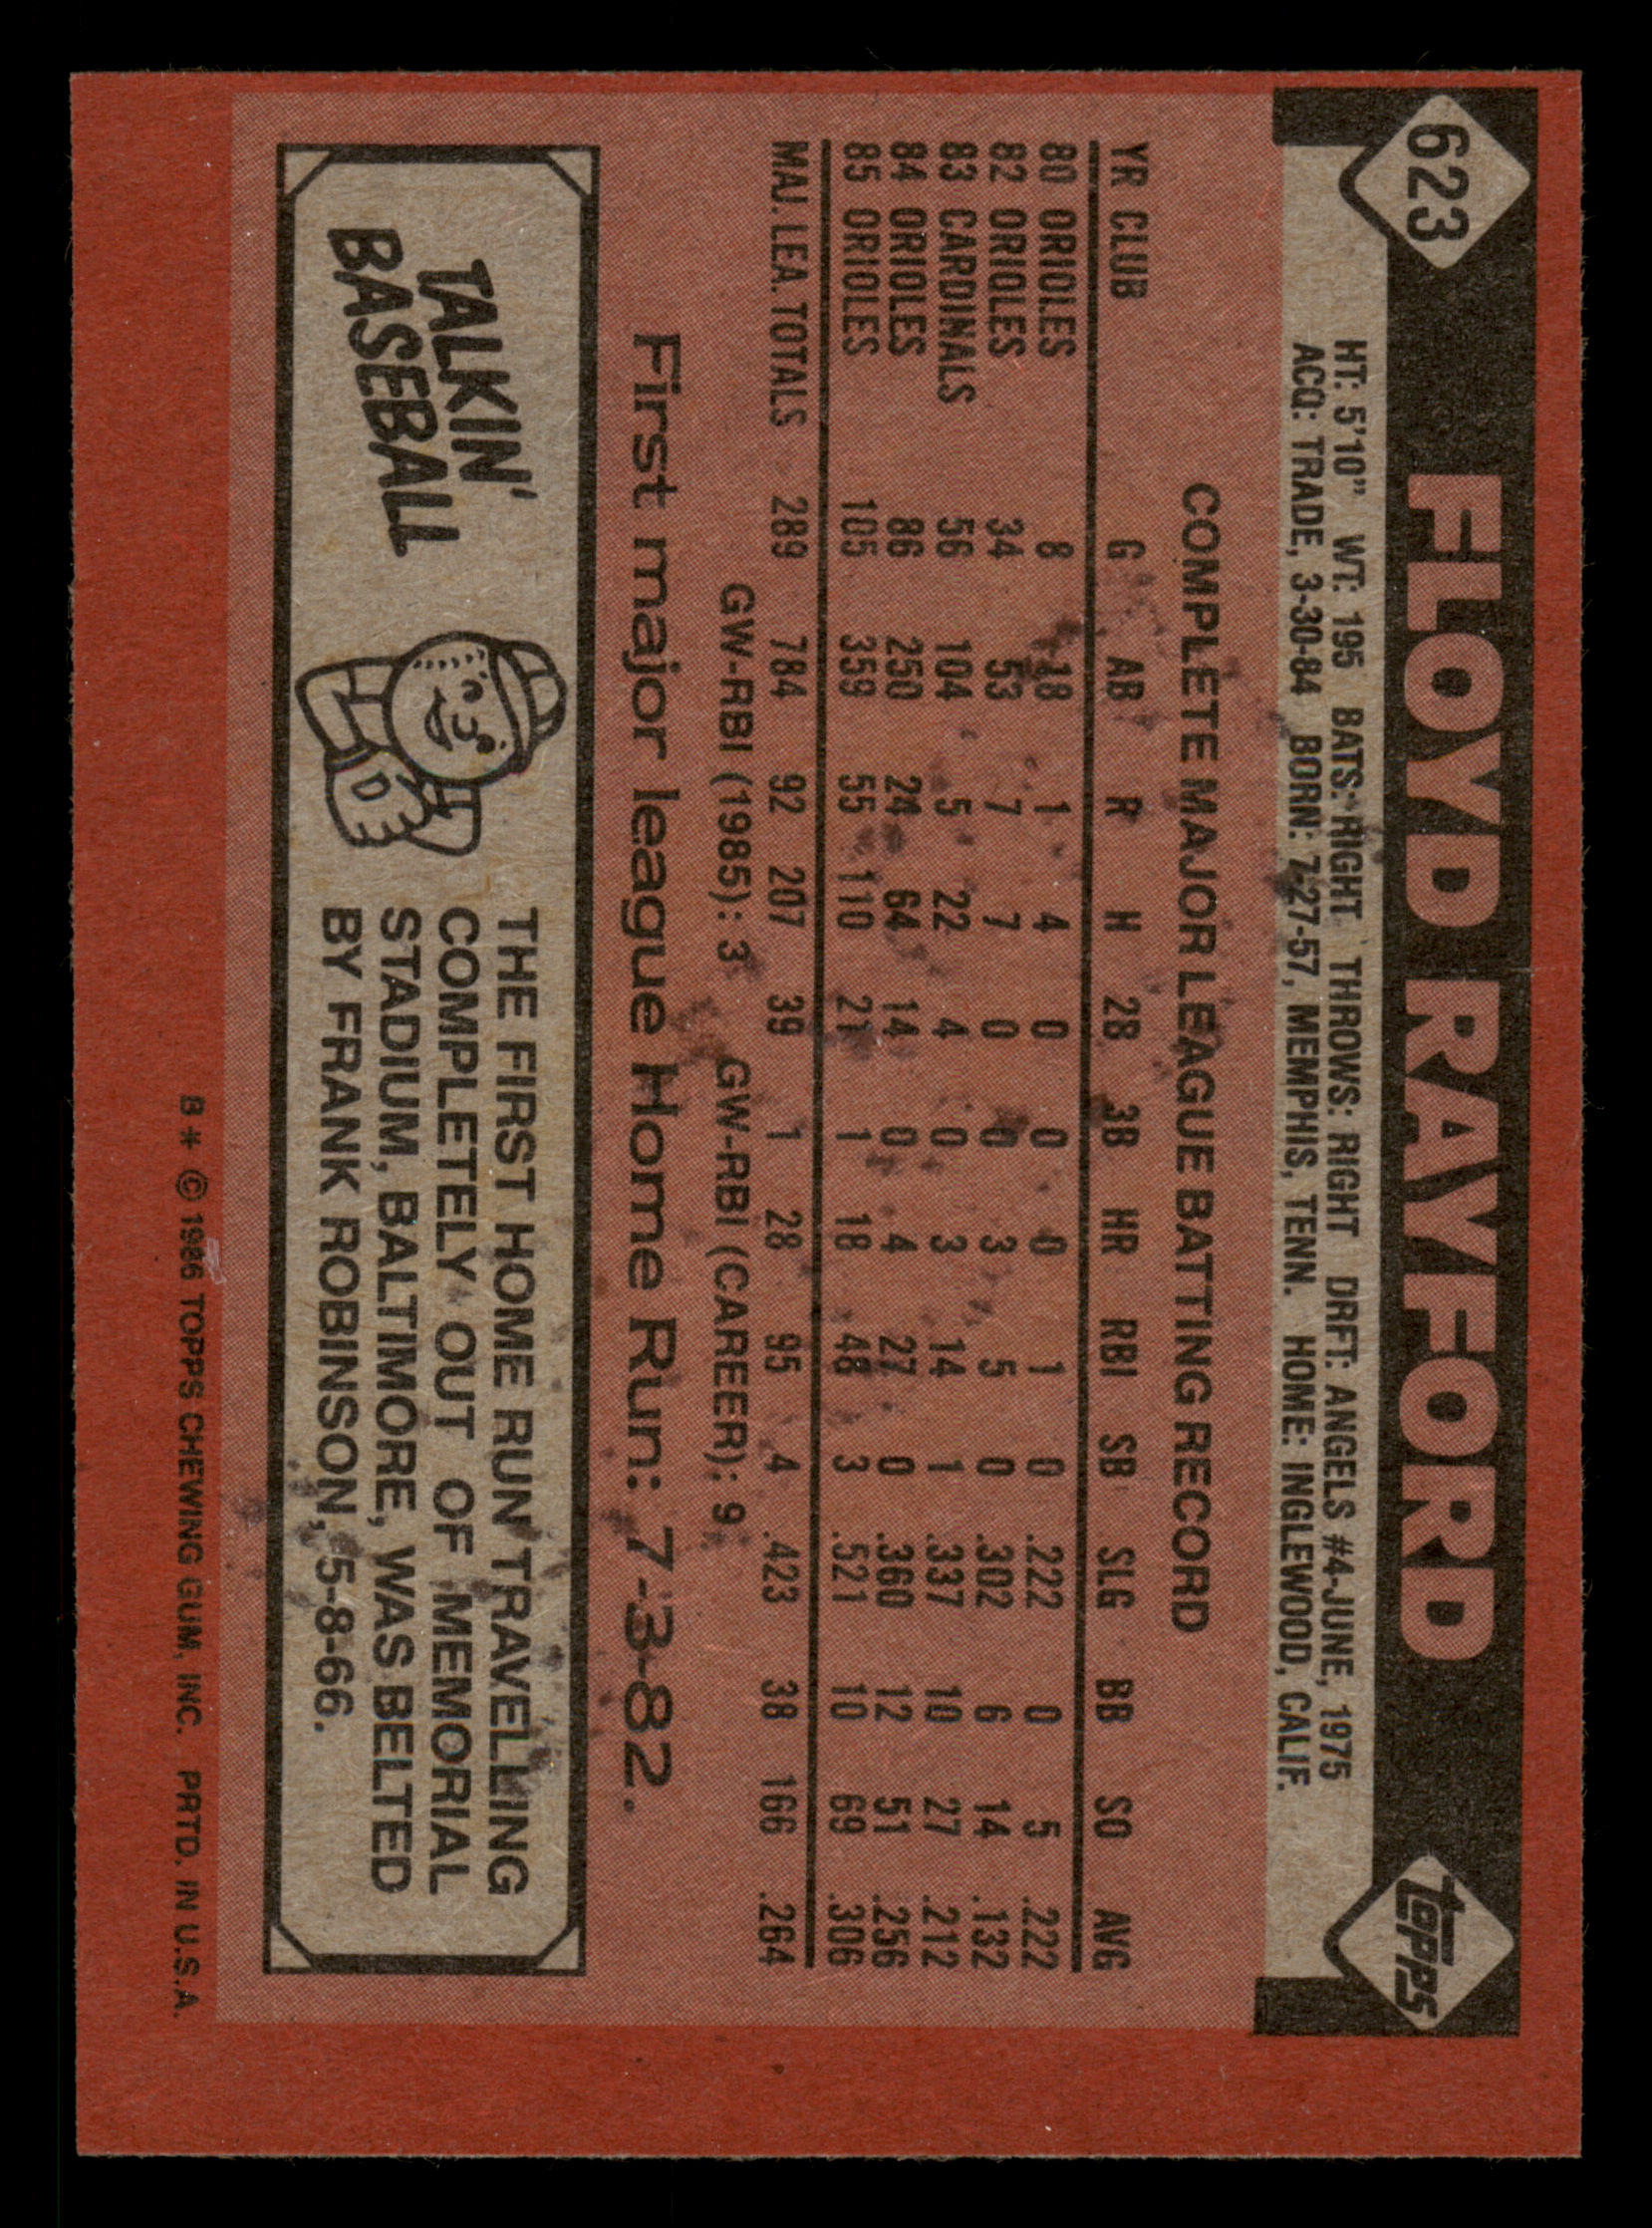 623
FLOYD RAYFORD
TOPPS
HT: 5'10" WT: 195 BATS: RIGHT THROWS: RIGHT DRFT: ANGELS #4-JUNE, 1975
ACQ: TRADE, 3-30-84 BORN: 7-27-57, MEMPHIS, TENN. HOME: INGLEWOOD, CALIF.
COMPLETE MAJOR LEAGUE BATTING RECORD
YR CLUB G AB R H 2B 3B HR RBI SB SLG BB SO AVG
80 ORIOLES 8 18 1 4 0 0 0 1 0 .222 0 5 .222
82 ORIOLES 34 53 7 7 0 0 3 5 0 .302 6 14 .132
83 CARDINALS 56 104 5 22 4 0 3 14 1 .337 10 27 .212
84 ORIOLES 86 250 24 64 14 0 4 27 0 .360 12 51 .256
85 ORIOLES 105 359 55 110 21 1 18 48 3 .521 10 69 .306
MAJ. LEA. TOTALS 289 784 92 207 39 1 28 95 4 .423 38 166 .264
GW-RBI (1985): 3 GW-RBI (CAREER): 9
First major league Home Run: 7-3-82.
TALKIN'
BASEBALL
THE FIRST HOME RUN TRAVELLING
COMPLETELY OUT OF MEMORIAL
STADIUM, BALTIMORE, WAS BELTED
BY FRANK ROBINSON, 5-8-66.
B * © 1986 TOPPS CHEWING GUM, INC. PRTD. IN U.S.A.